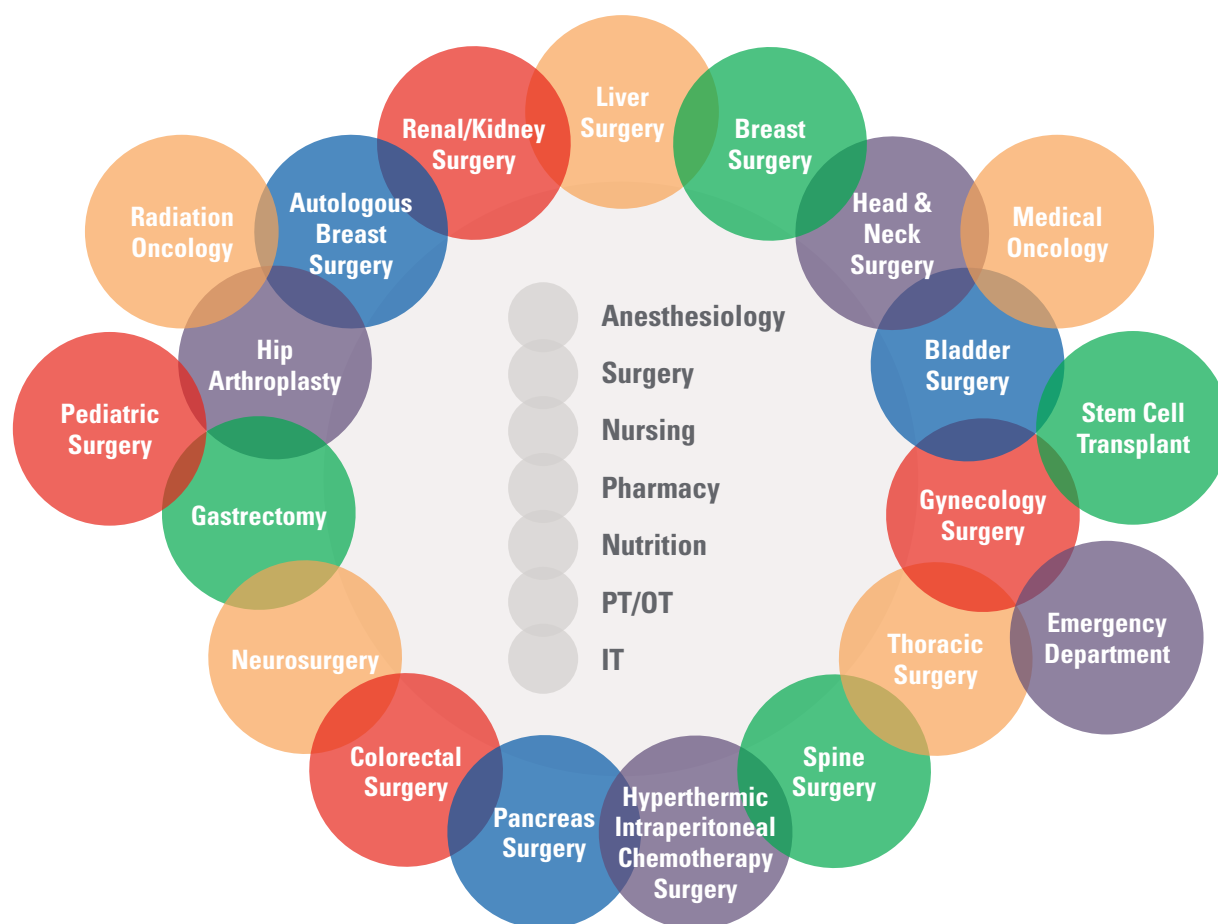 Liver
Surgery
Breast
Surgery
Head &
Neck
Surgery
Medical
Oncology
Bladder
Surgery
Stem Cell
Transplant
Gynecology
Surgery
Emergency
Department
Thoracic
Surgery
Spine
Surgery
Hyperthermic
Intraperitoneal
Chemotherapy
Surgery
Pancreas
Surgery
Colorectal
Surgery
Neurosurgery
Gastrectomy
Pediatric
Surgery
Hip
Arthroplasty
Radiation
Oncology
Autologous
Breast
Surgery
Renal/Kidney
Surgery
Anesthesiology
Surgery
Nursing
Pharmacy
Nutrition
PT/OT
IT